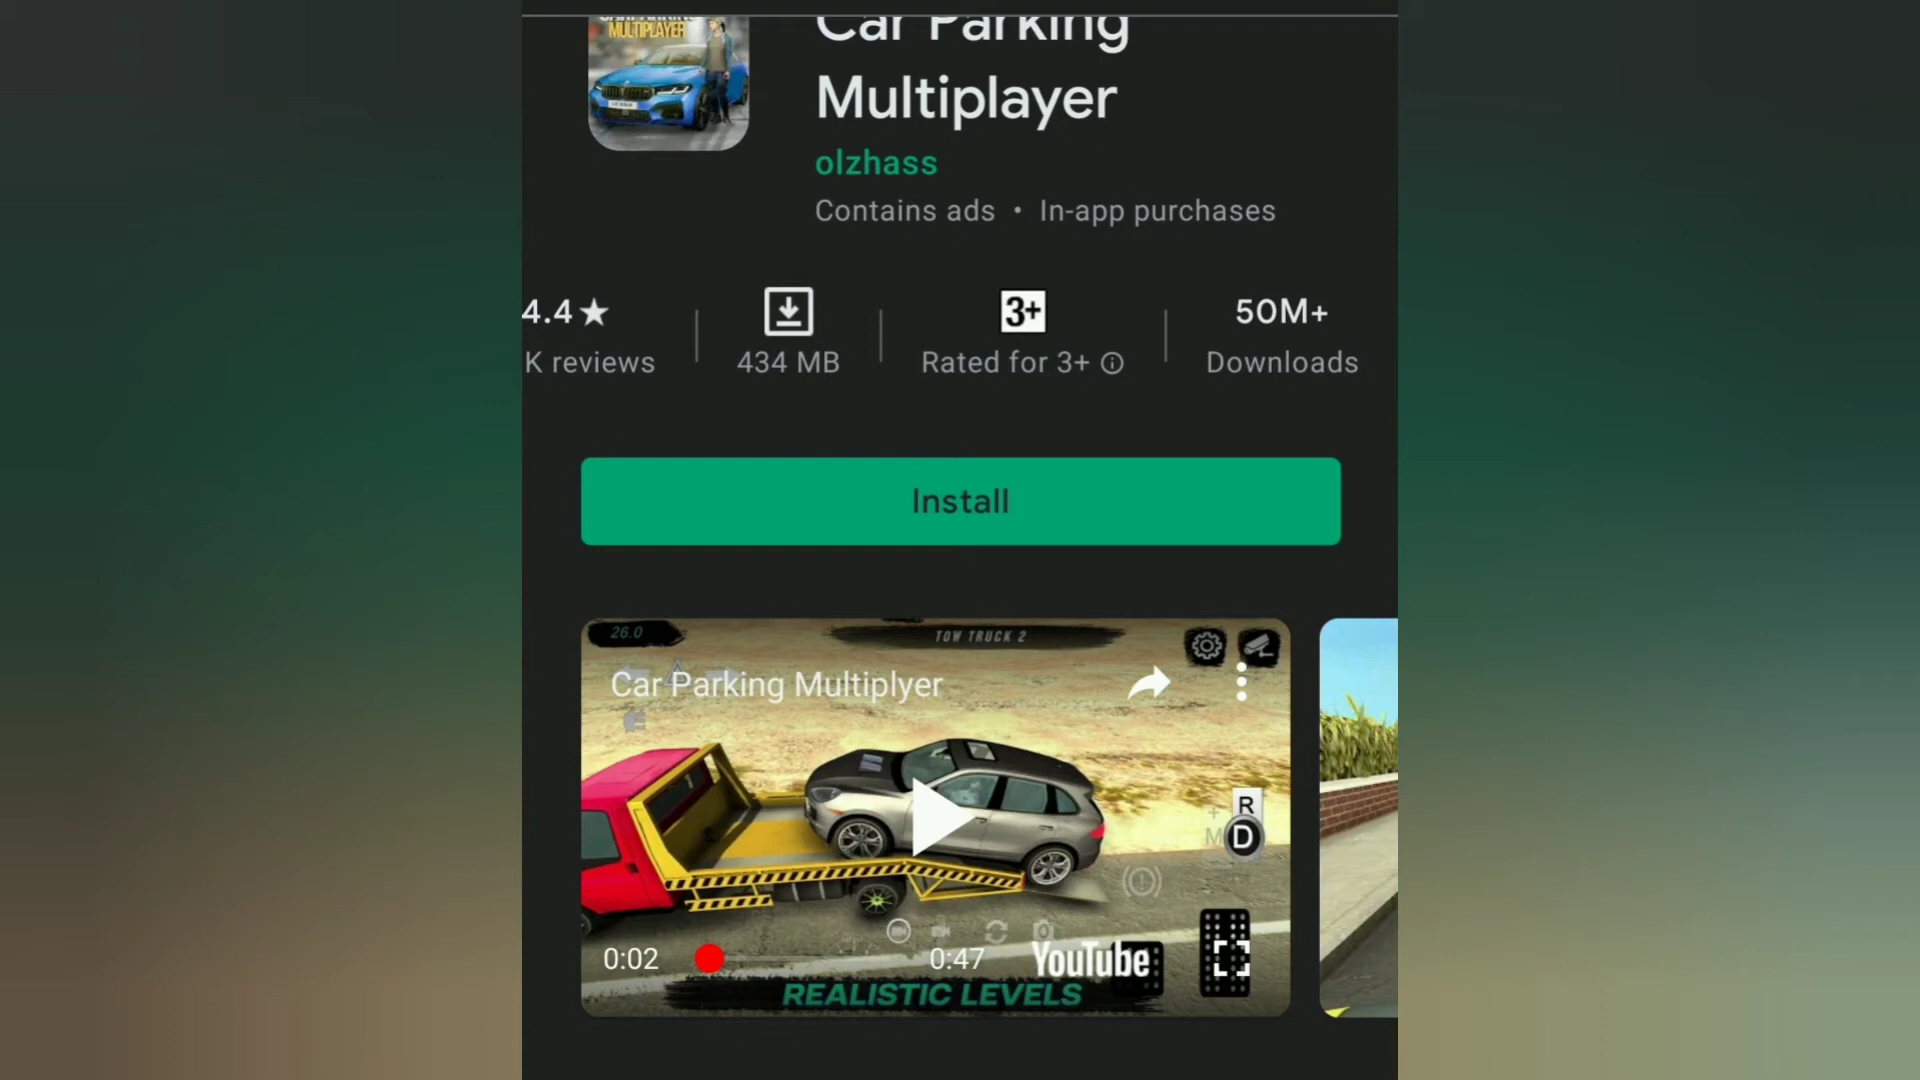 MULTIPLAYER
Car Parking
Multiplayer
olzhass
Contains ads • In-app purchases
4.4★
3+
50M+
K reviews
434 MB
Rated for 3+
Downloads
Install
26.0
TOW TRUCK 2
Car Parking Multiplyer
R
D
0:02
0:47
YouTube
REALISTIC LEVELS